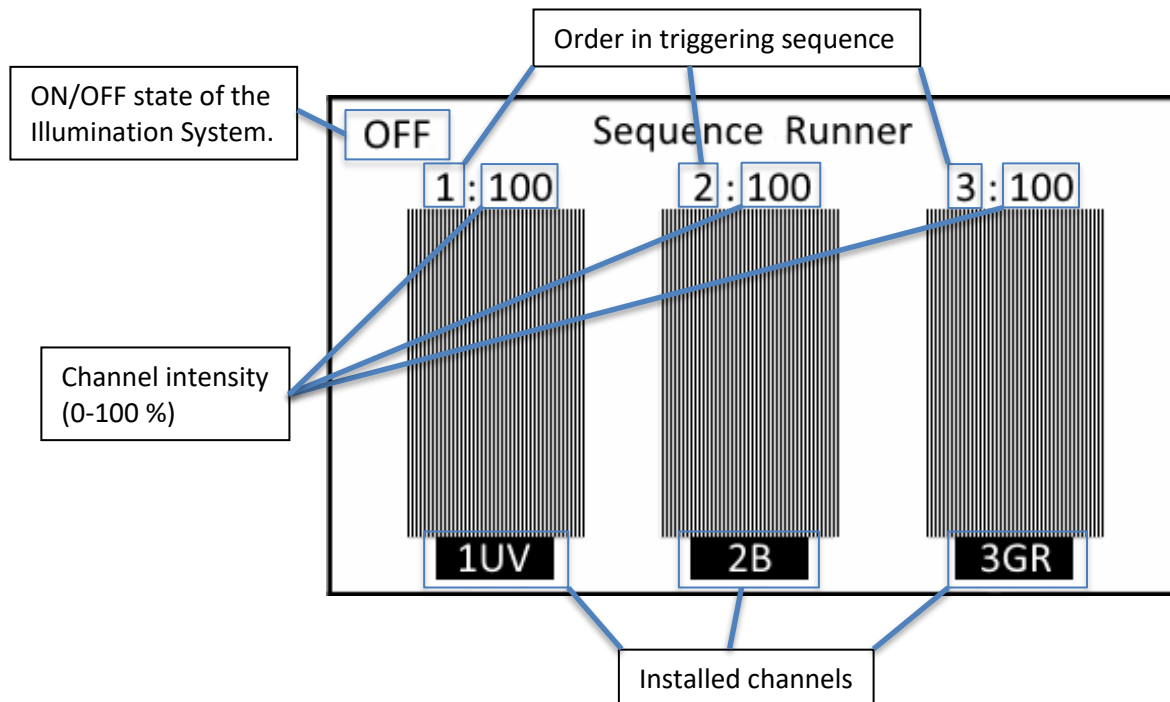 Order in triggering sequence
ON/OFF state of the
Illumination System.
OFF
Sequence Runner
1 : 100
2 : 100
3 : 100
Channel intensity
(0-100 %)
1UV
2B
3GR
Installed channels